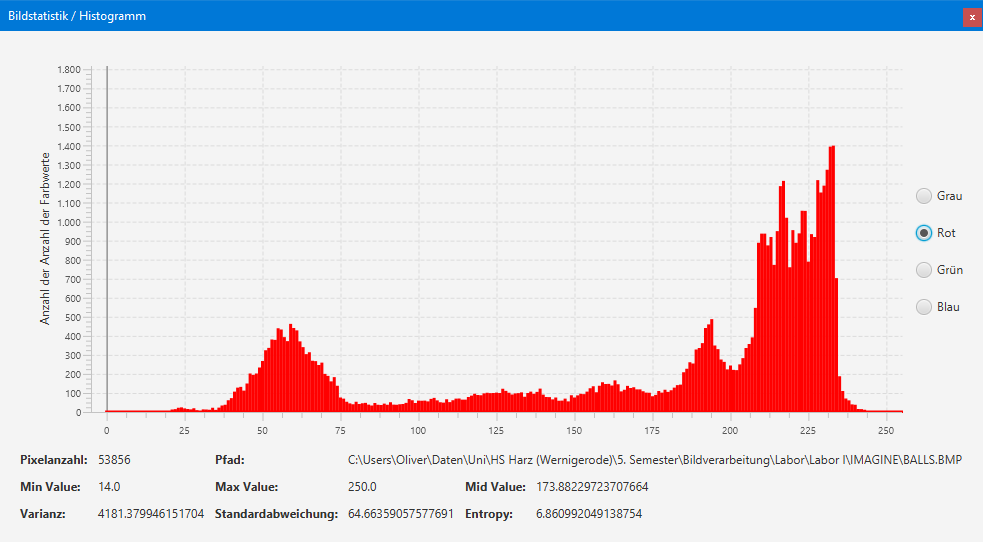 Bildstatistik / Histogramm
x
Anzahl der Anzahl der Farbwerte
1.800
1.700
1.600
1.500
1.400
1.300
1.200
1.100
1.000
900
800
700
600
500
400
300
200
100
0
0 25 50 75 100 125 150 175 200 225 250
Grau
Rot
Grün
Blau
Pixelanzahl: 53856 Pfad: C:\Users\Oliver\Daten\Uni\HS Harz (Wernigerode)\5. Semester\Bildverarbeitung\Labor\Labor I\IMAGINE\BALLS.BMP
Min Value: 14.0 Max Value: 250.0 Mid Value: 173.88229723707664
Varianz: 4181.379946151704 Standardabweichung: 64.66359057577691 Entropy: 6.860992049138754